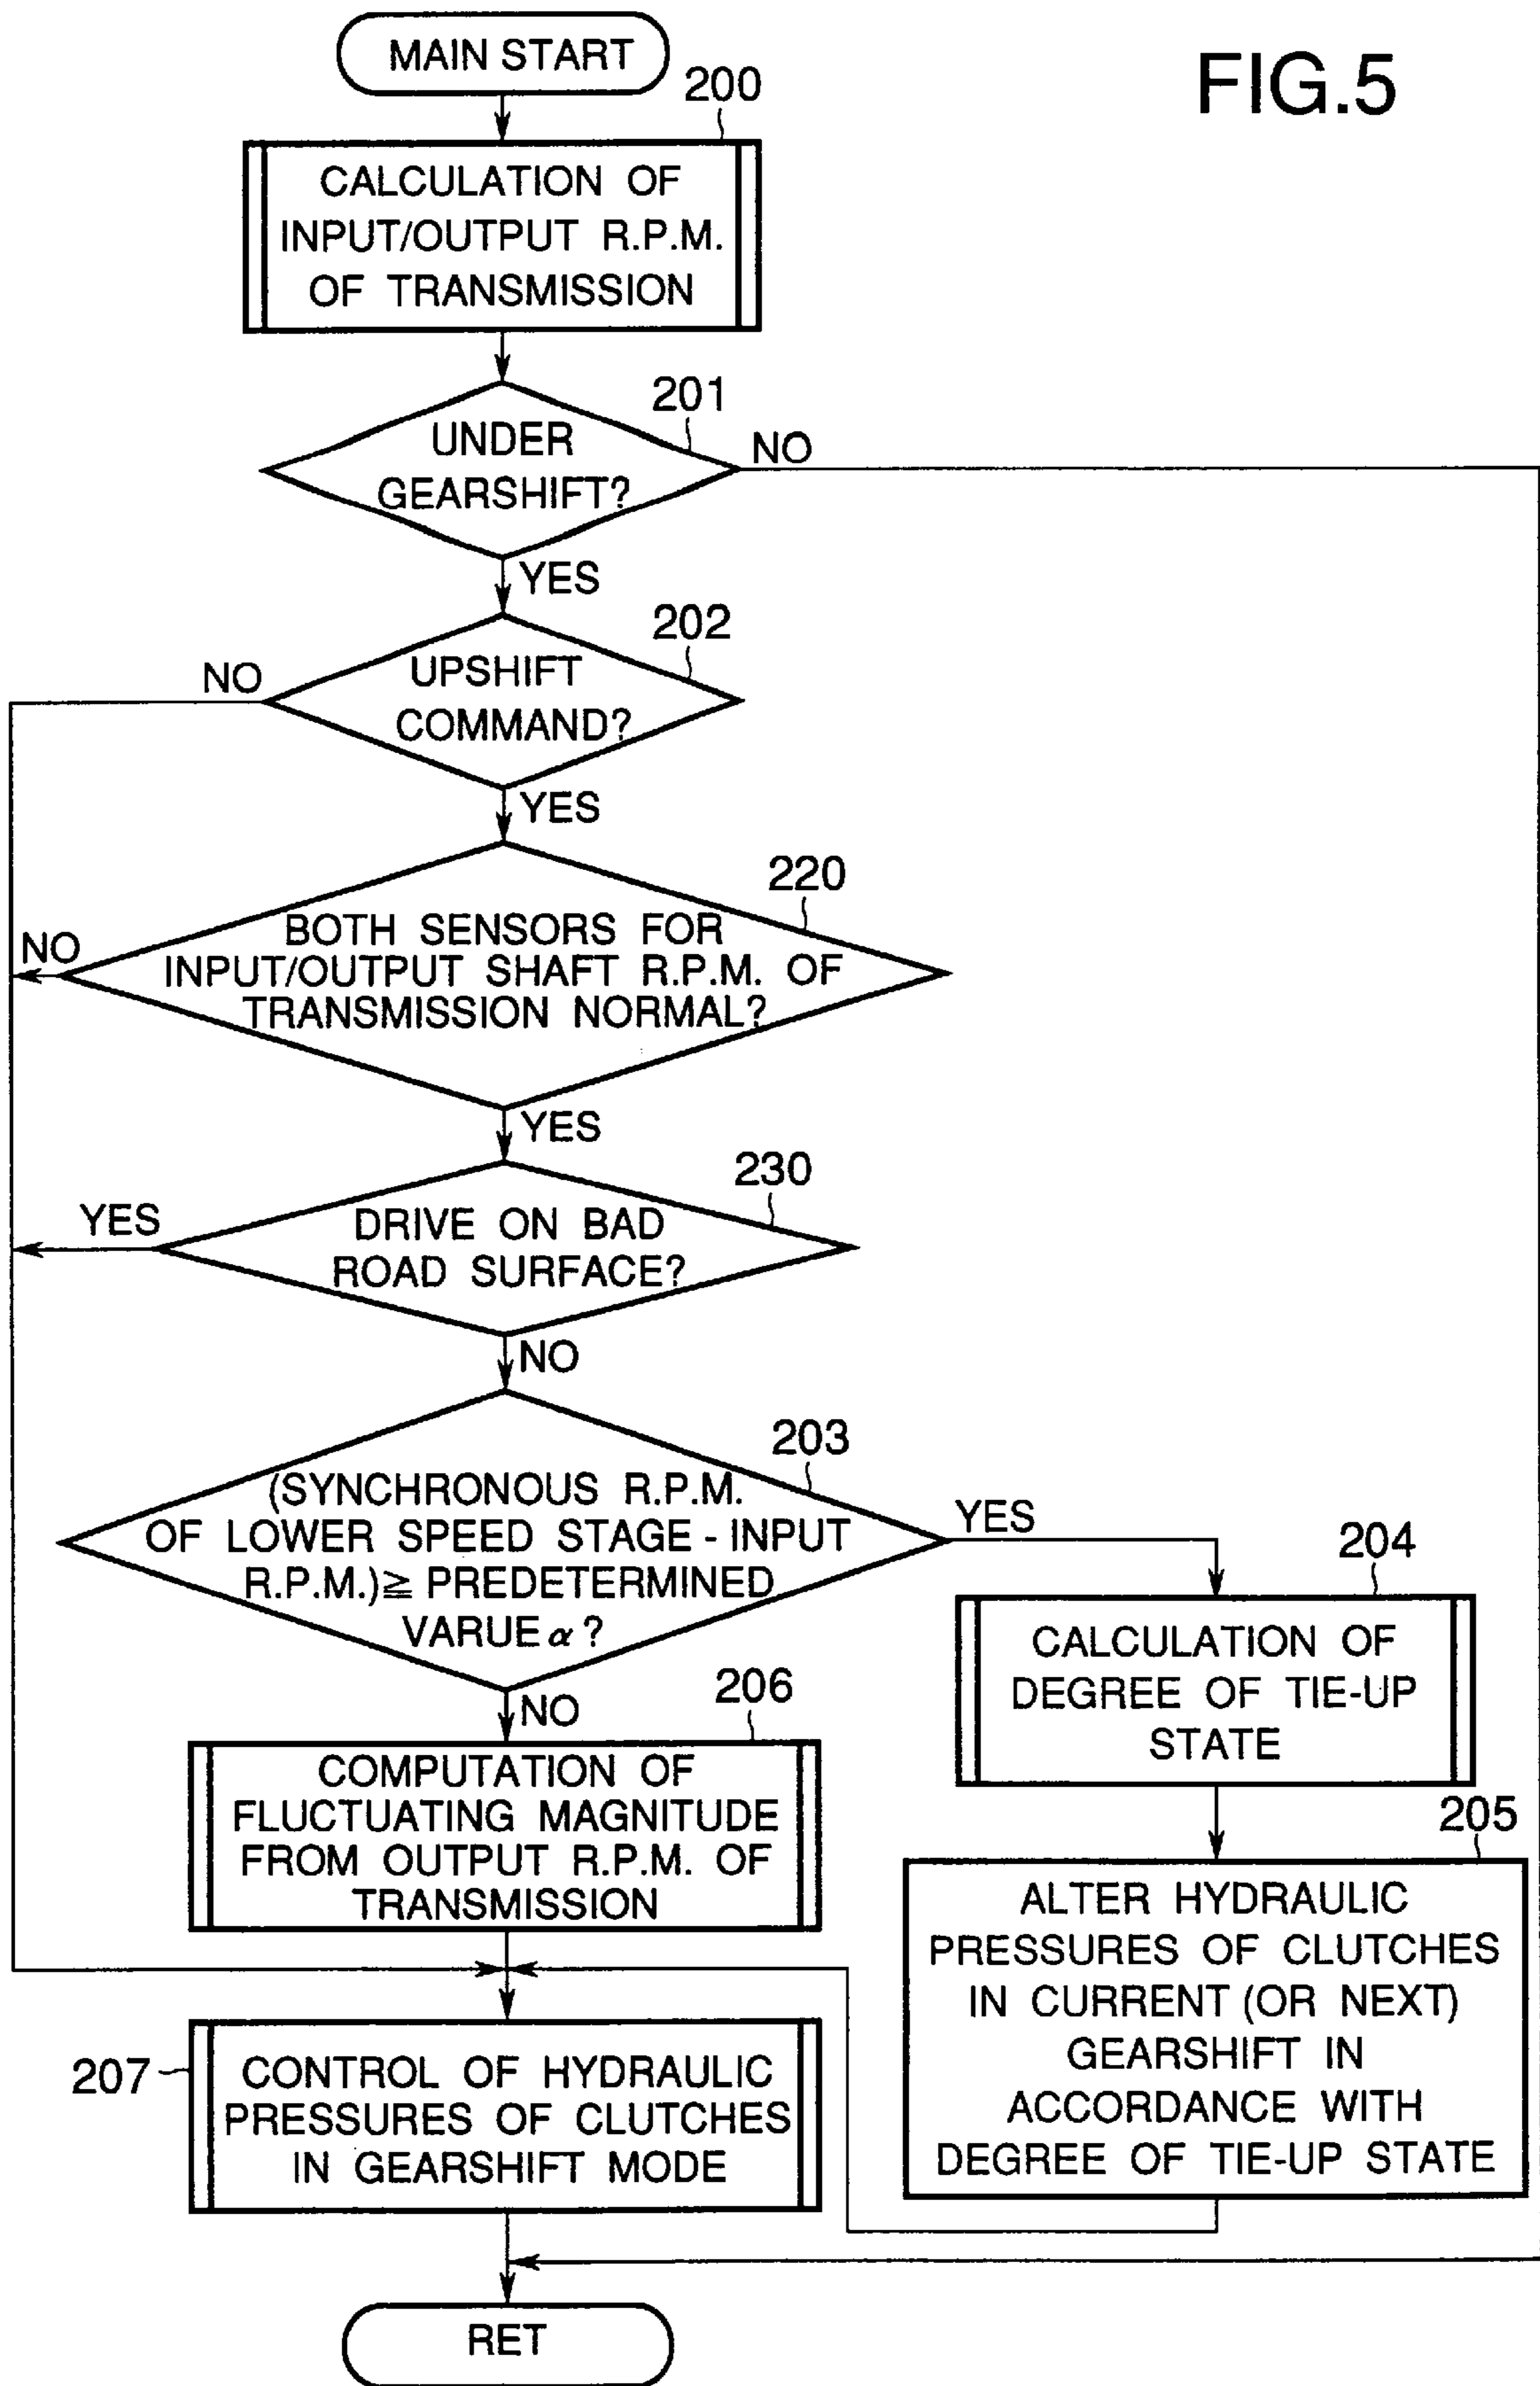 FIG.5
MAIN START
200
CALCULATION OF
INPUT/OUTPUT R.P.M.
OF TRANSMISSION
201
UNDER
GEARSHIFT?
NO
YES
202
UPSHIFT
COMMAND?
NO
YES
220
BOTH SENSORS FOR
INPUT/OUTPUT SHAFT R.P.M. OF
TRANSMISSION NORMAL?
NO
YES
230
DRIVE ON BAD
ROAD SURFACE?
YES
NO
203
(SYNCHRONOUS R.P.M.
OF LOWER SPEED STAGE - INPUT
R.P.M.)≧ PREDETERMINED
VARUE α ?
YES
NO
204
CALCULATION OF
DEGREE OF TIE-UP
STATE
206
COMPUTATION OF
FLUCTUATING MAGNITUDE
FROM OUTPUT R.P.M. OF
TRANSMISSION
205
ALTER HYDRAULIC
PRESSURES OF CLUTCHES
IN CURRENT (OR NEXT)
GEARSHIFT IN
ACCORDANCE WITH
DEGREE OF TIE-UP STATE
207
CONTROL OF HYDRAULIC
PRESSURES OF CLUTCHES
IN GEARSHIFT MODE
RET